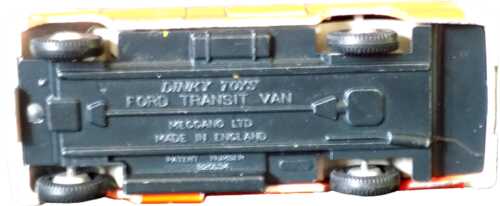 DINKY TOYS
FORD TRANSIT VAN
MECCANO LTD
MADE IN ENGLAND
PATENT NUMBER